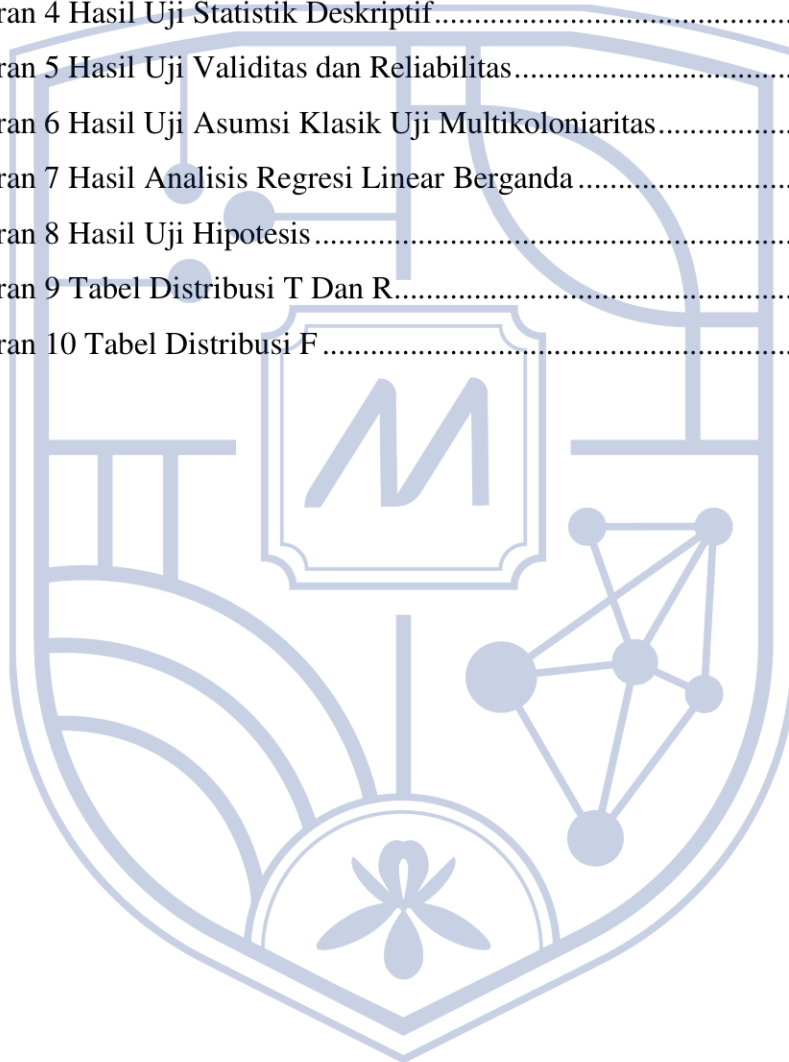 ran 4 Hasil Uji Statistik Deskriptif
ran 5 Hasil Uji Validitas dan Reliabilitas
ran 6 Hasil Uji Asumsi Klasik Uji Multikoloniaritas
ran 7 Hasil Analisis Regresi Linear Berganda
ran 8 Hasil Uji Hipotesis
ran 9 Tabel Distribusi T Dan R
ran 10 Tabel Distribusi F
M